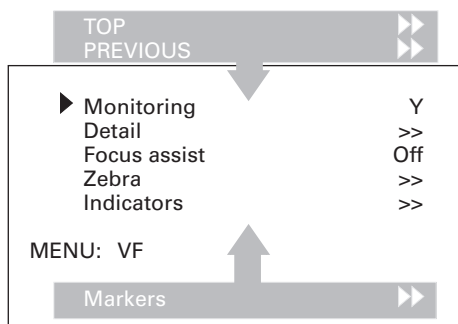 TOP
PREVIOUS
Monitoring Y
Detail >>
Focus assist Off
Zebra >>
Indicators >>
MENU: VF
Markers